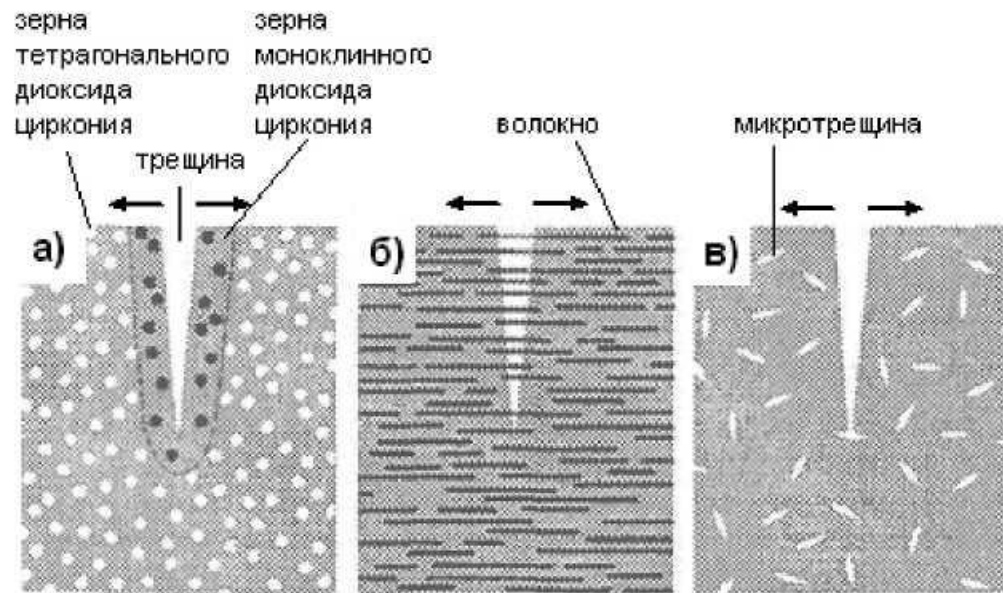 зерна
тетрагонального
диоксида
циркония
зерна
моноклинного
диоксида
циркония
трещина
волокно
микротрещина
а)
б)
в)